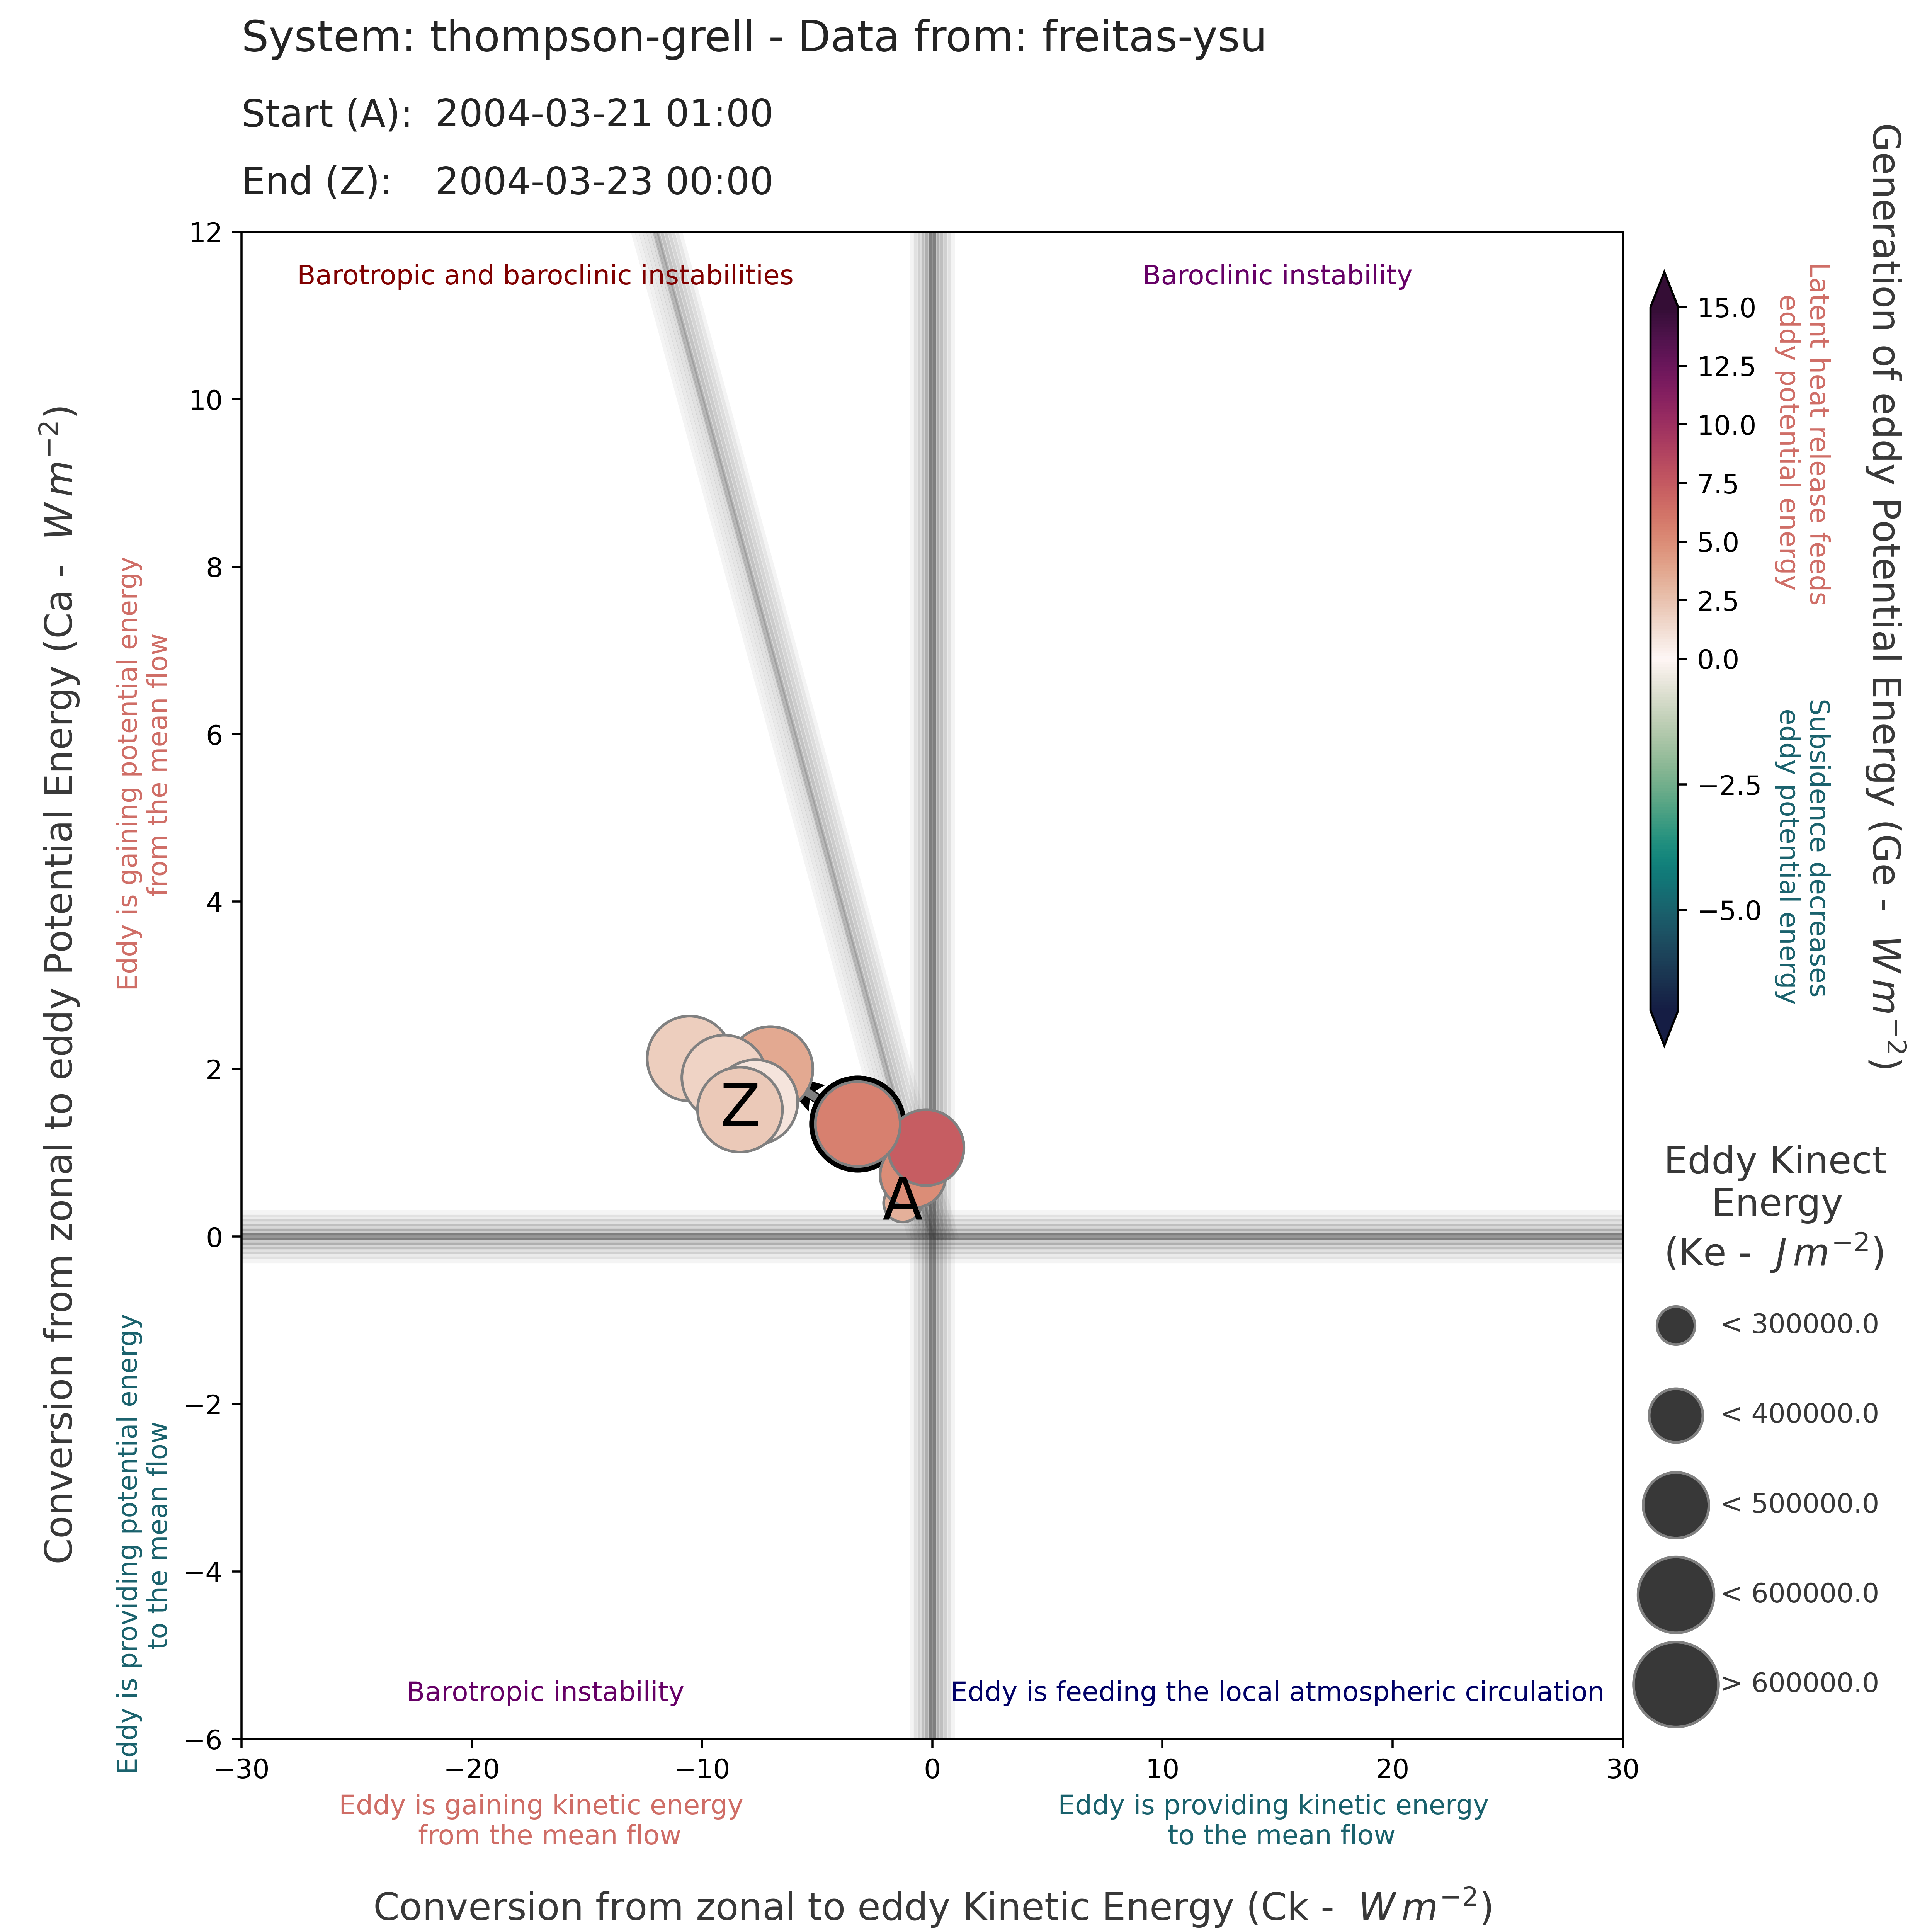 System: thompson-grell - Data from: freitas-ysu
Start (A): 2004-03-21 01:00
End (Z): 2004-03-23 00:00
Conversion from zonal to eddy Potential Energy (Ca - W m⁻²)
Eddy is gaining potential energy
from the mean flow
Eddy is providing potential energy
to the mean flow
12
10
8
6
4
2
0
−2
−4
−6
Barotropic and baroclinic instabilities
Baroclinic instability
Z
A
Barotropic instability
Eddy is feeding the local atmospheric circulation
−30
−20
−10
0
10
20
30
Eddy is gaining kinetic energy
from the mean flow
Eddy is providing kinetic energy
to the mean flow
Conversion from zonal to eddy Kinetic Energy (Ck - W m⁻²)
15.0
12.5
10.0
7.5
5.0
2.5
0.0
−2.5
−5.0
Latent heat release feeds
eddy potential energy
Subsidence decreases
eddy potential energy
Generation of eddy Potential Energy (Ge - W m⁻²)
Eddy Kinect
Energy
(Ke - J m⁻²)
< 300000.0
< 400000.0
< 500000.0
< 600000.0
> 600000.0